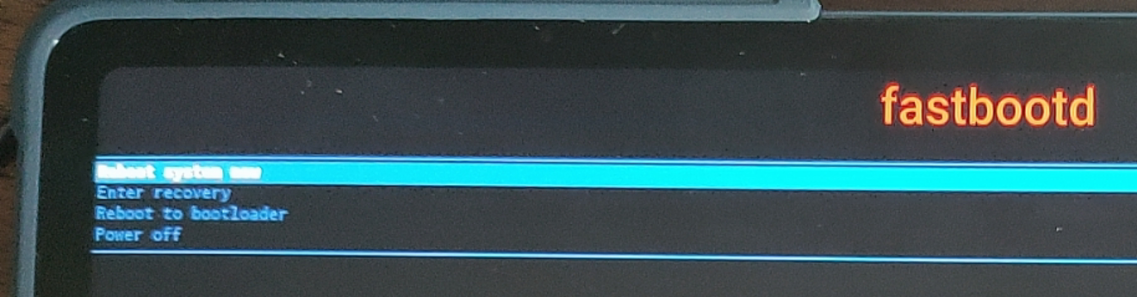 fastbootd
Reboot system now
Enter recovery
Reboot to bootloader
Power off